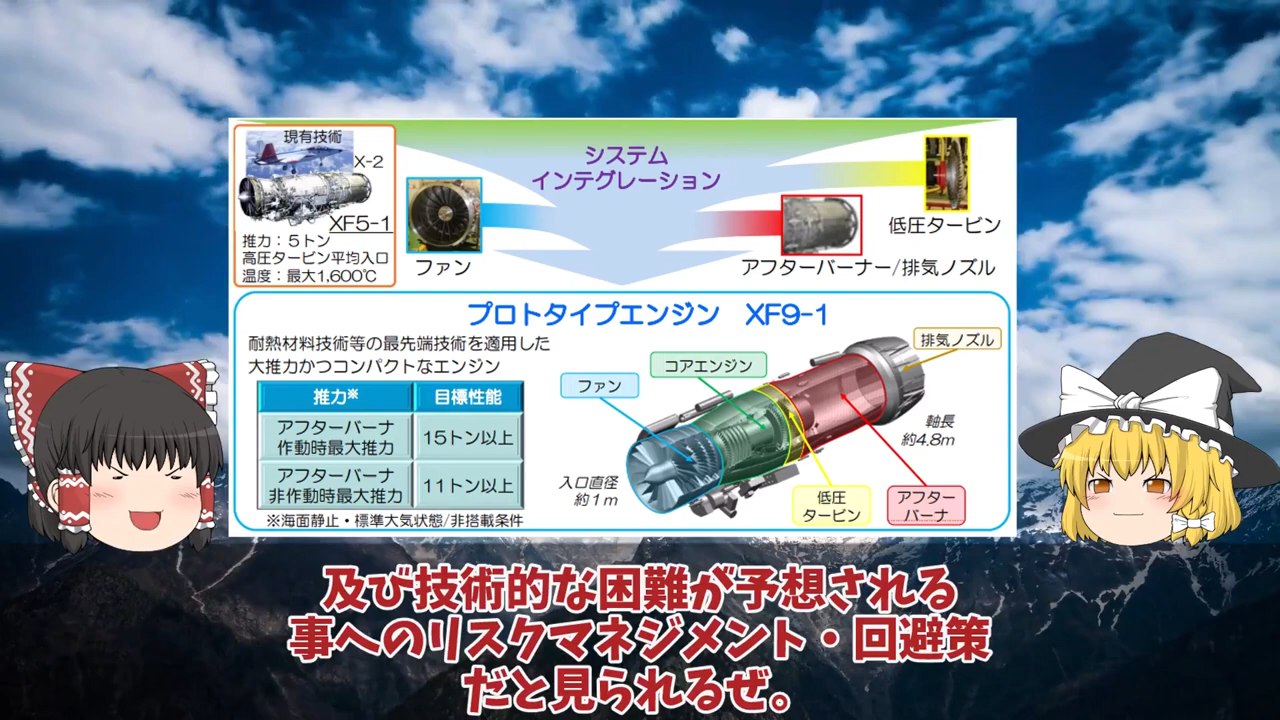 現有技術
X-2
XF5-1
推力:5トン
高圧タービン平均入口
温度:最大1,600℃
ファン
システム
インテグレーション
アフターバーナー/排気ノズル
低圧タービン
プロトタイプエンジン XF9-1
耐熱材料技術等の最先端技術を適用した
大推力かつコンパクトなエンジン
推力※ 目標性能
アフターバーナ
作動時最大推力
15トン以上
アフターバーナ
非作動時最大推力
11トン以上
※海面静止・標準大気状態/非搭載条件
ファン
コアエンジン
排気ノズル
軸長
約4.8m
入口直径
約1m
低圧
タービン
アフター
バーナ
及び技術的な困難が予想される
事へのリスクマネジメント・回避策
だと見られるぜ。